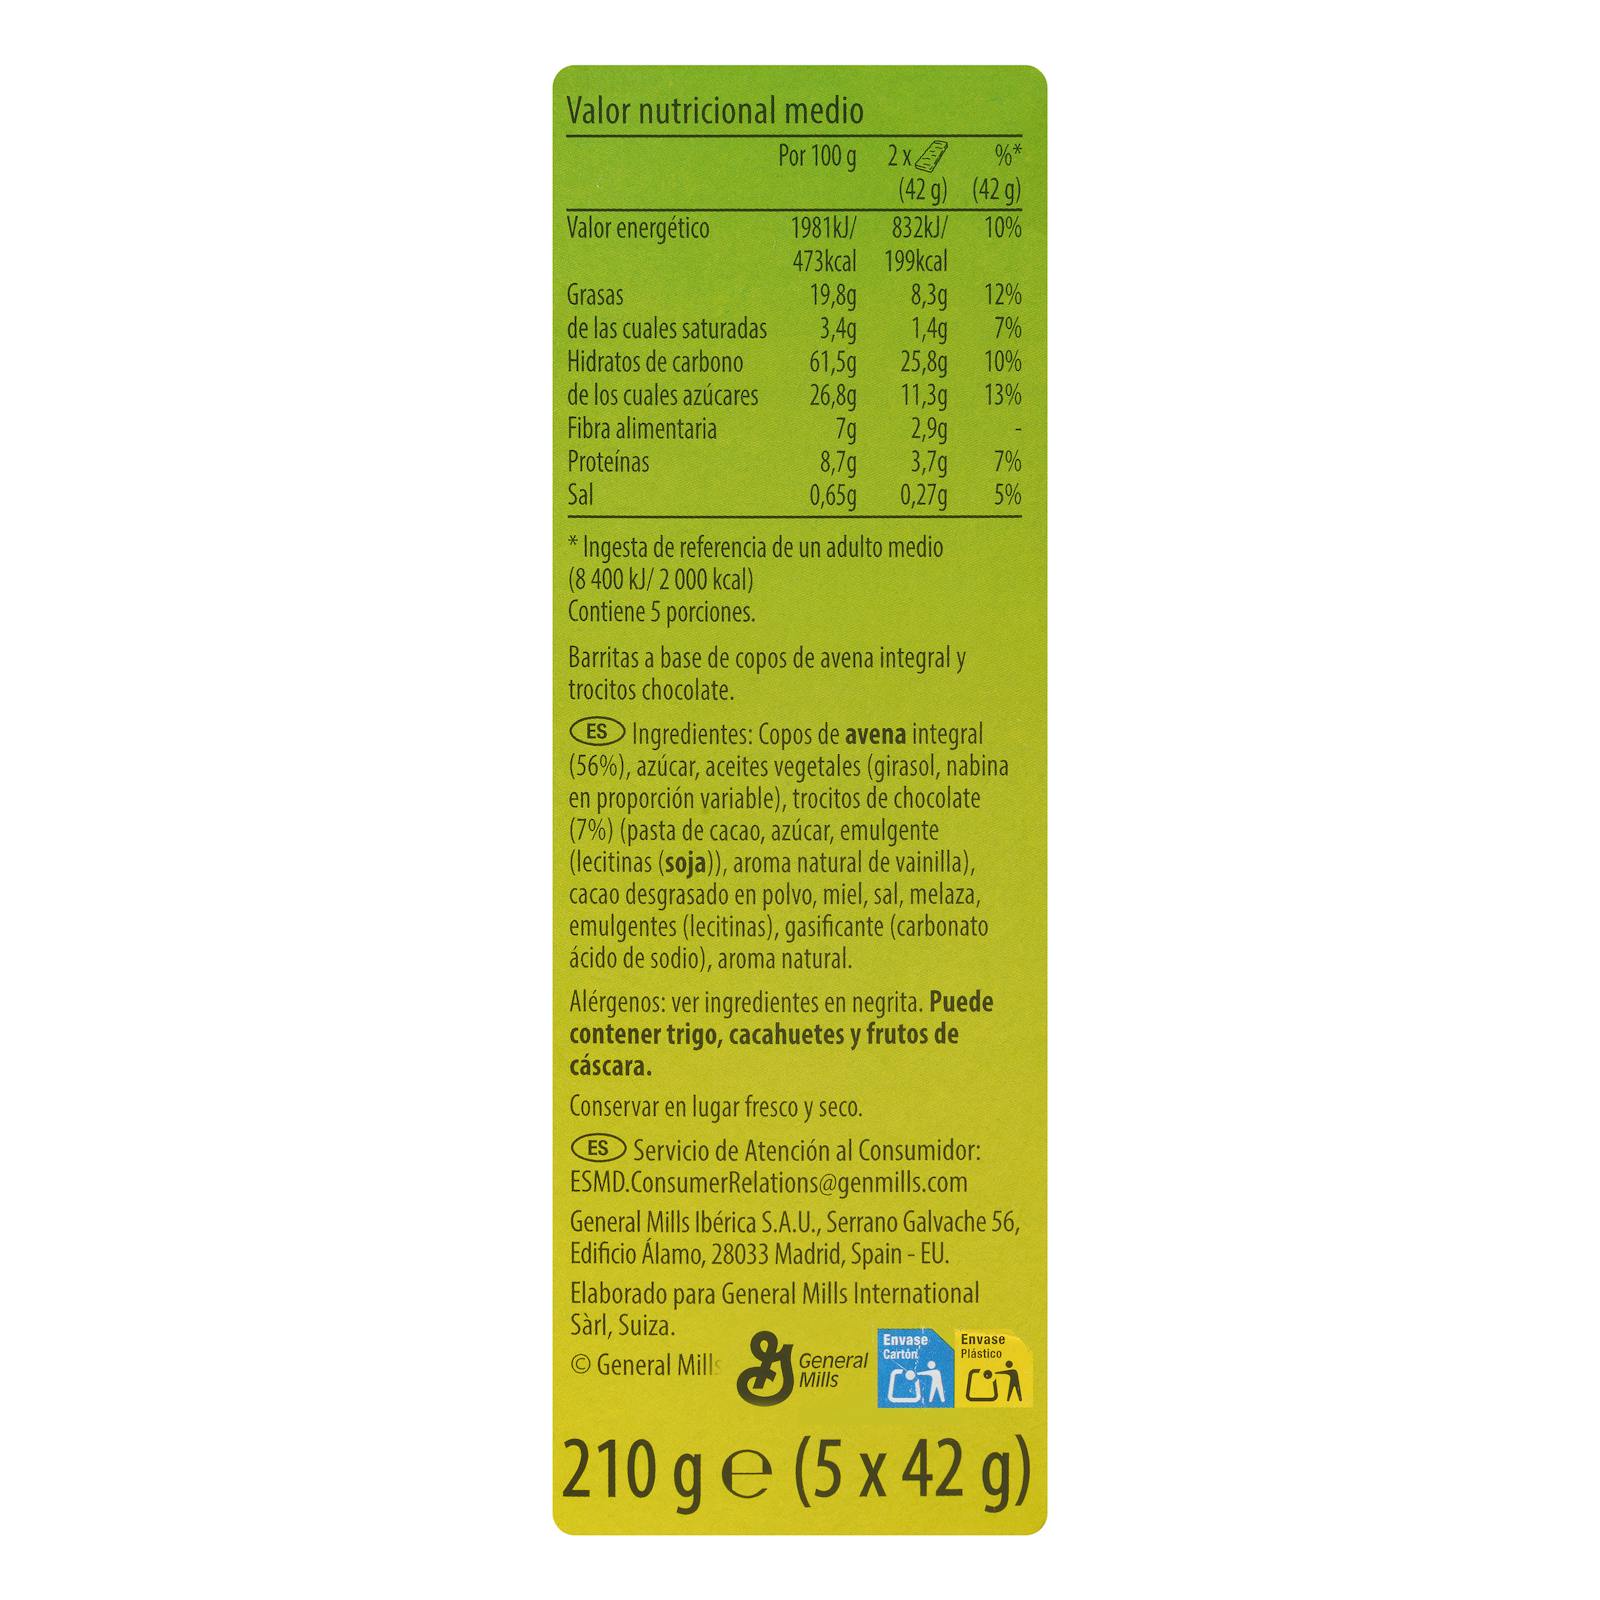 Valor nutricional medio
Por 100 g 2 x %*
(42 g) (42 g)
Valor energético 1981kJ/ 832kJ/ 10%
473kcal 199kcal
Grasas 19,8g 8,3g 12%
de las cuales saturadas 3,4g 1,4g 7%
Hidratos de carbono 61,5g 25,8g 10%
de los cuales azúcares 26,8g 11,3g 13%
Fibra alimentaria 7g 2,9g -
Proteínas 8,7g 3,7g 7%
Sal 0,65g 0,27g 5%
* Ingesta de referencia de un adulto medio
(8 400 kJ/ 2 000 kcal)
Contiene 5 porciones.
Barritas a base de copos de avena integral y
trocitos chocolate.
ES Ingredientes: Copos de avena integral
(56%), azúcar, aceites vegetales (girasol, nabina
en proporción variable), trocitos de chocolate
(7%) (pasta de cacao, azúcar, emulgente
(lecitinas (soja)), aroma natural de vainilla),
cacao desgrasado en polvo, miel, sal, melaza,
emulgentes (lecitinas), gasificante (carbonato
ácido de sodio), aroma natural.
Alérgenos: ver ingredientes en negrita. Puede
contener trigo, cacahuetes y frutos de
cáscara.
Conservar en lugar fresco y seco.
ES Servicio de Atención al Consumidor:
ESMD.ConsumerRelations@genmills.com
General Mills Ibérica S.A.U., Serrano Galvache 56,
Edificio Álamo, 28033 Madrid, Spain - EU.
Elaborado para General Mills International
Sàrl, Suiza.
© General Mills
General
Mills
Envase
Cartón
Envase
Plástico
210 g e (5 x 42 g)